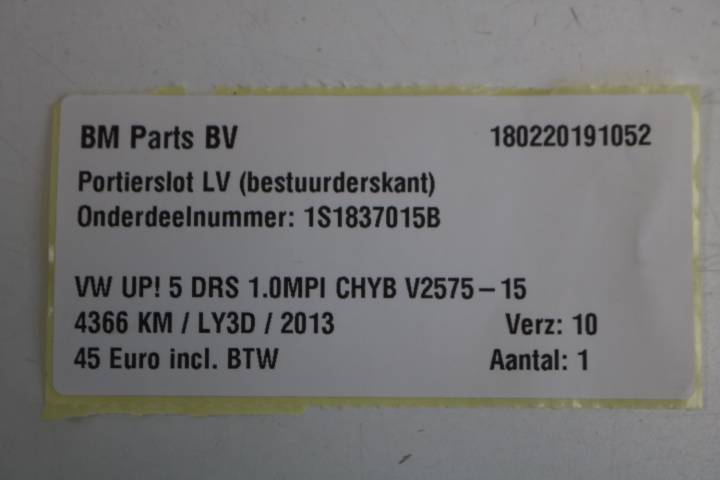 BM Parts BV 180220191052
Portierslot LV (bestuurderskant)
Onderdeelnummer: 1S1837015B
VW UP! 5 DRS 1.0MPI CHYB V2575-15
4366 KM / LY3D / 2013 Verz: 10
45 Euro incl. BTW Aantal: 1